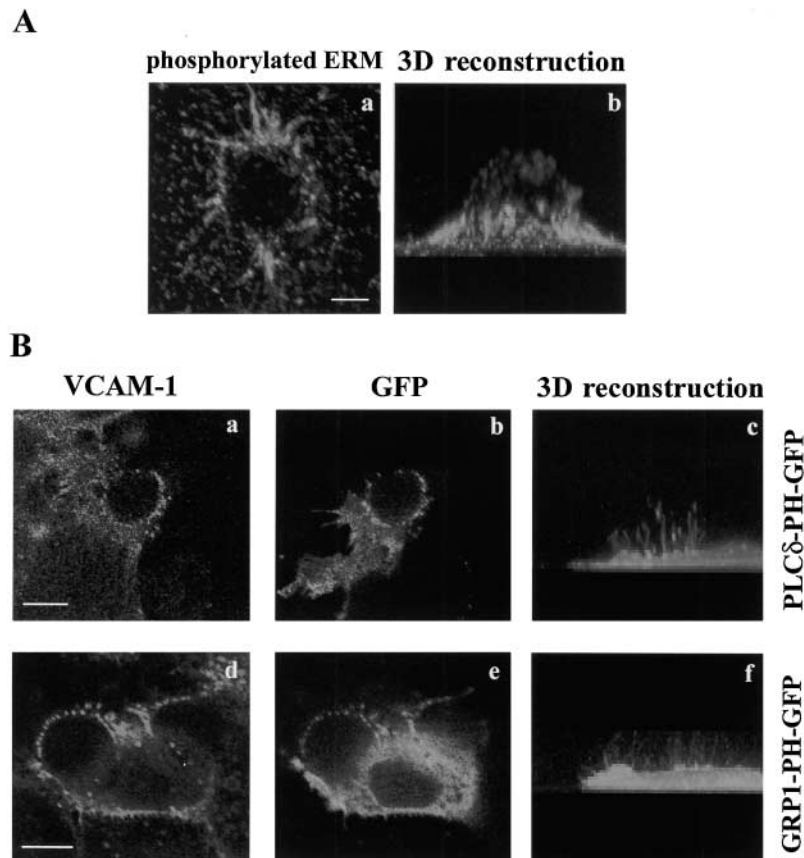 A
phosphorylated ERM
3D reconstruction
a
b
B
VCAM-1
GFP
3D reconstruction
a
b
c
PLCδ-PH-GFP
d
e
f
GRP1-PH-GFP